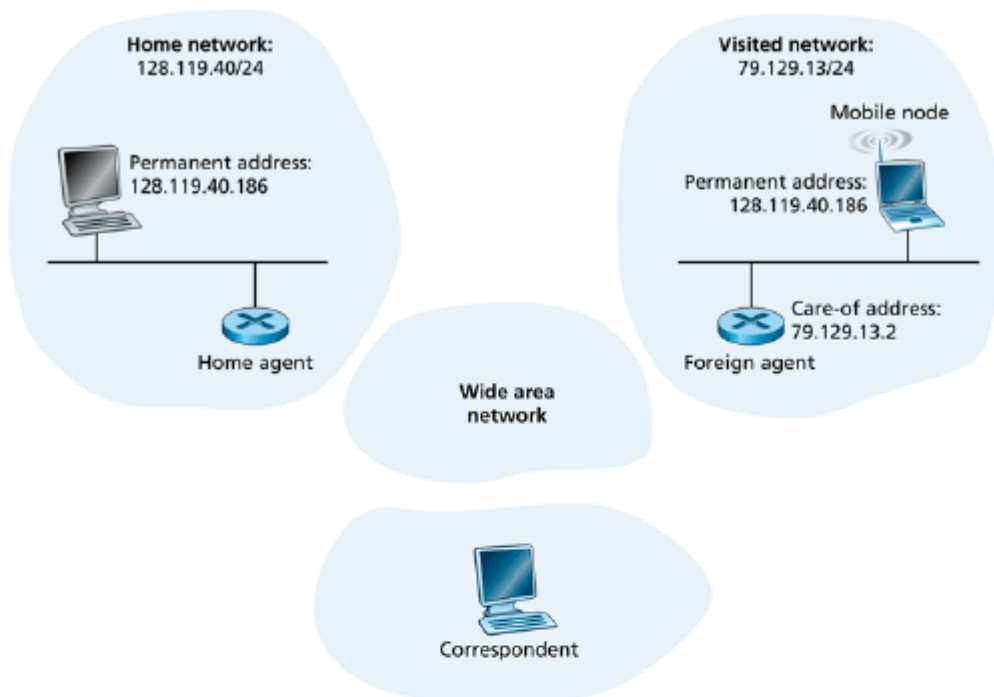 Home network:
128.119.40/24
Permanent address:
128.119.40.186
Home agent
Visited network:
79.129.13/24
Mobile node
Permanent address:
128.119.40.186
Care-of address:
79.129.13.2
Foreign agent
Wide area
network
Correspondent